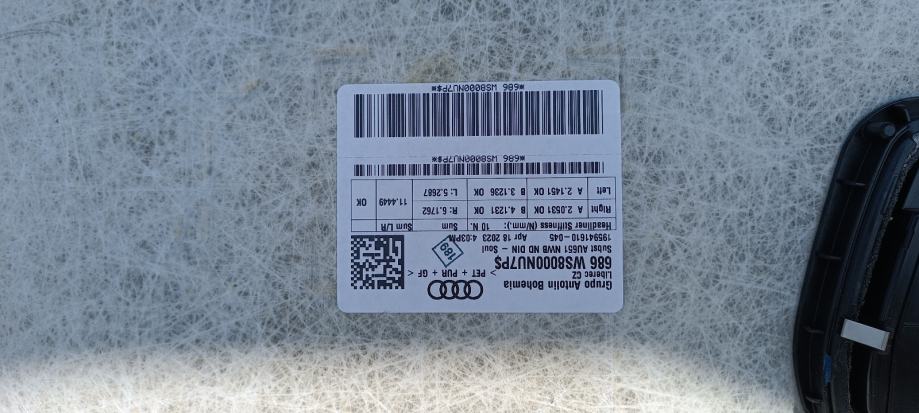 Grupo Antolin Bohemia
Liberec CZ
> PET + PUR + GF <
686 WS8000NU7P$
Subst AU651 NWB ND DIN - Soul
195941610-045 Apr 18 2023 4:03PM
189
Headliner Stiffness (N/mm):) 10 N. Sum Sum L/R
Right A 2.0531 OK B 4.1231 OK R: 6.1762 11.4449 OK
Left A 2.1451 OK B 3.1236 OK L: 5.2687
*686 WS8000NU7P$*
*686 WS8000NU7P$*